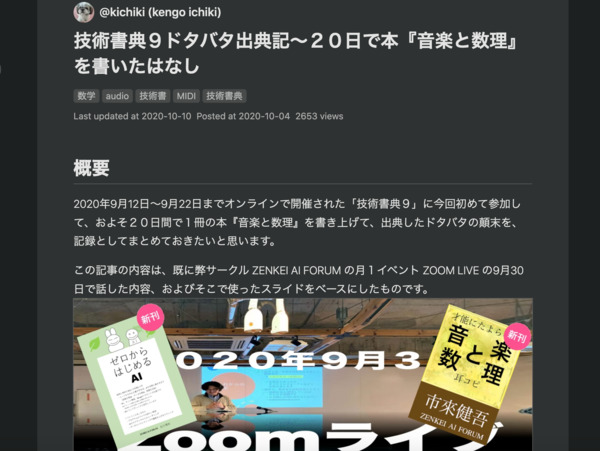 @kichiki (kengo ichiki)
技術書典９ドタバタ出典記〜２０日で本『音楽と数理』
を書いたはなし
数学 audio 技術書 MIDI 技術書典
Last updated at 2020-10-10 Posted at 2020-10-04 2653 views
概要
2020年9月12日〜9月22日までオンラインで開催された「技術書典９」に今回初めて参加し
て、およそ２０日間で１冊の本『音楽と数理』を書き上げて、出典したドタバタの顛末を、
記録としてまとめておきたいと思います。
この記事の内容は、既に弊サークル ZENKEI AI FORUM の月１イベント ZOOM LIVE の9月30
日で話した内容、およびそこで使ったスライドをベースにしたものです。
新刊
ゼロから
はじめる
AI
020年9月3
Zoomライブ
新刊
才能にたよら
音楽と
数理
耳コピ
市來健吾
ZENKEI AI FORUM